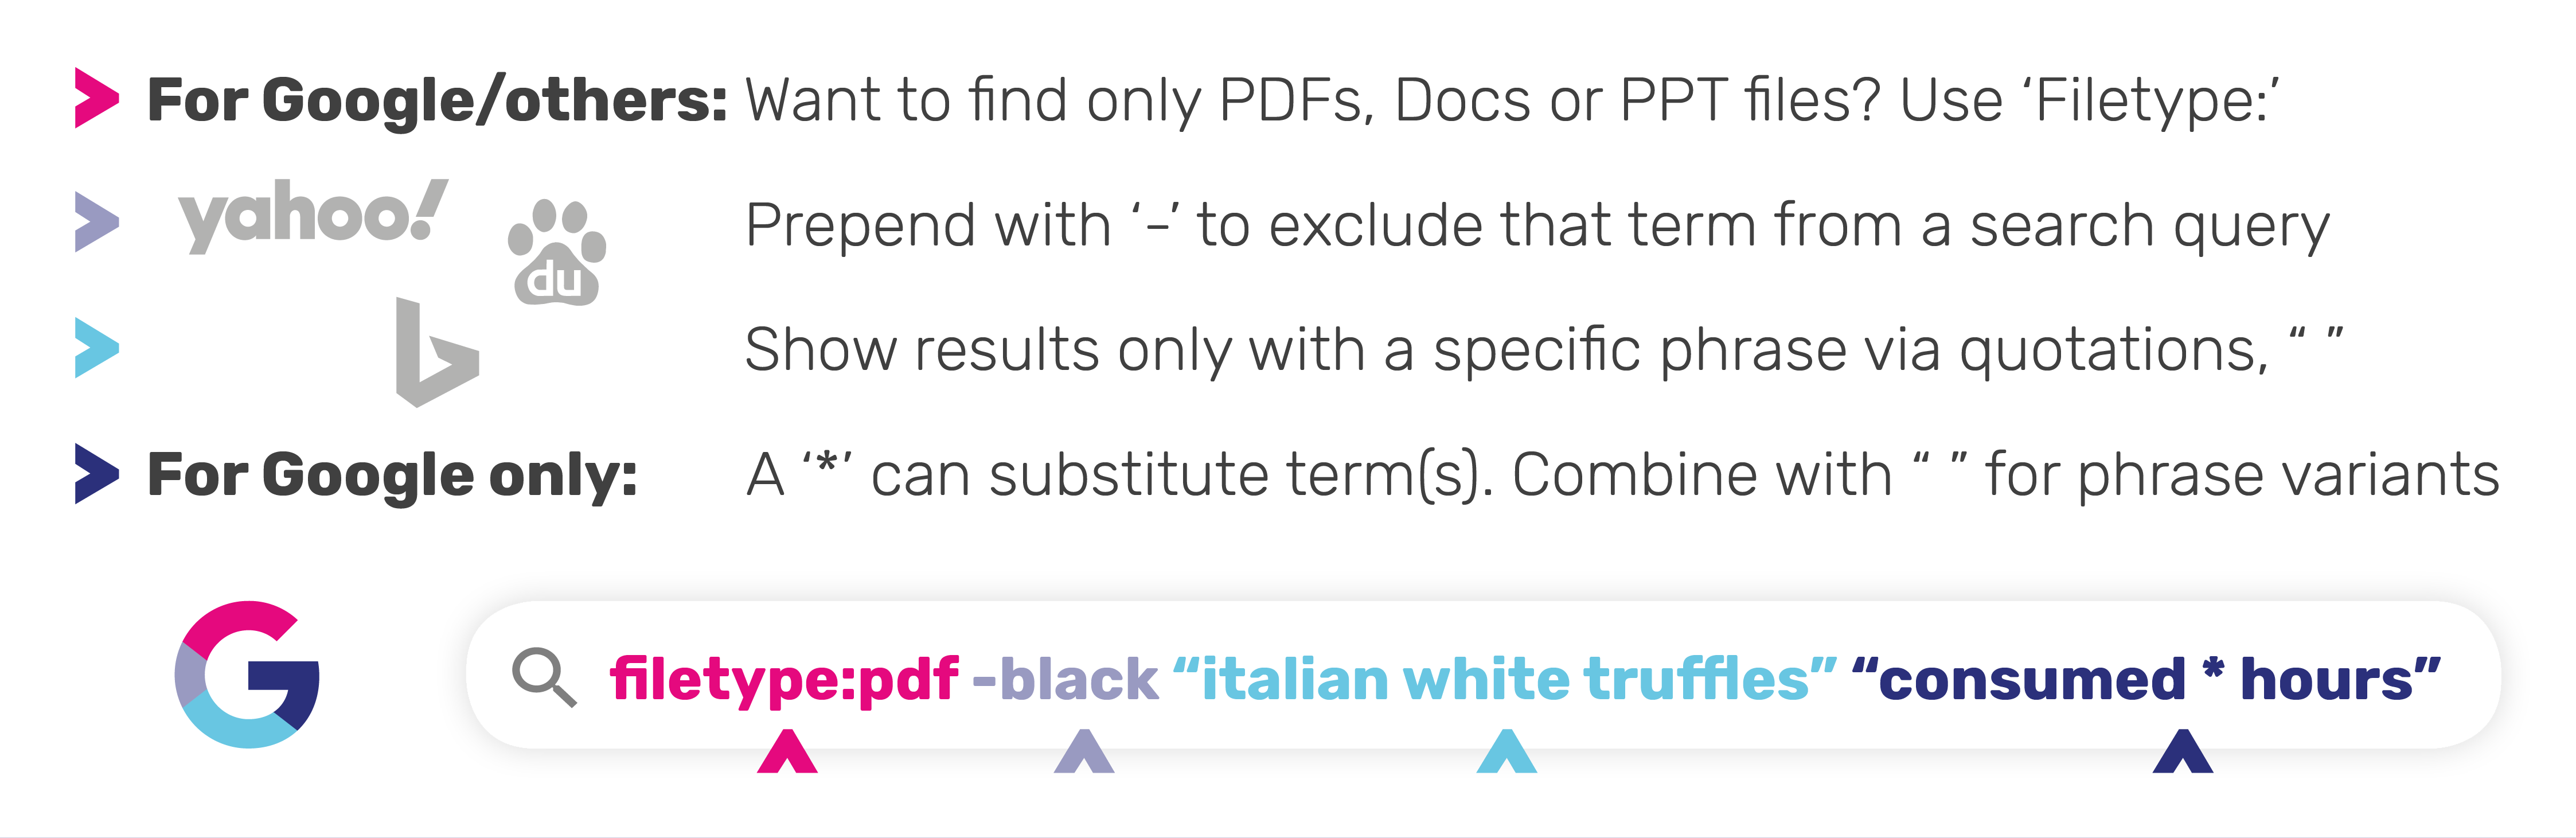 For Google/others: Want to find only PDFs, Docs or PPT files? Use ‘Filetype:’
yahoo! Prepend with ‘-’ to exclude that term from a search query
du
b Show results only with a specific phrase via quotations, “ ”
For Google only: A ‘*’ can substitute term(s). Combine with “ ” for phrase variants
G filetype:pdf -black “italian white truffles” “consumed * hours”